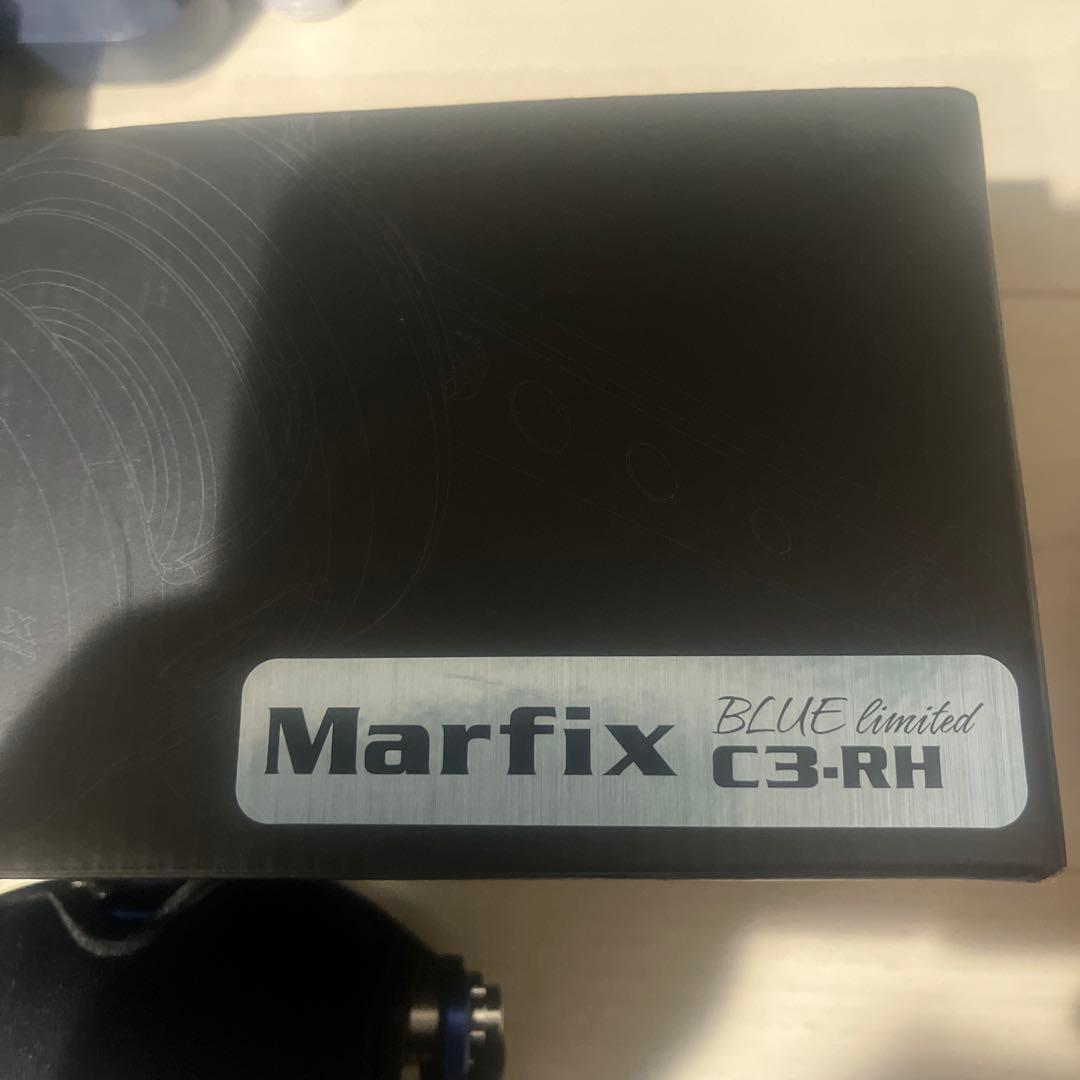 Marfix
BLUE limited
C3-RH